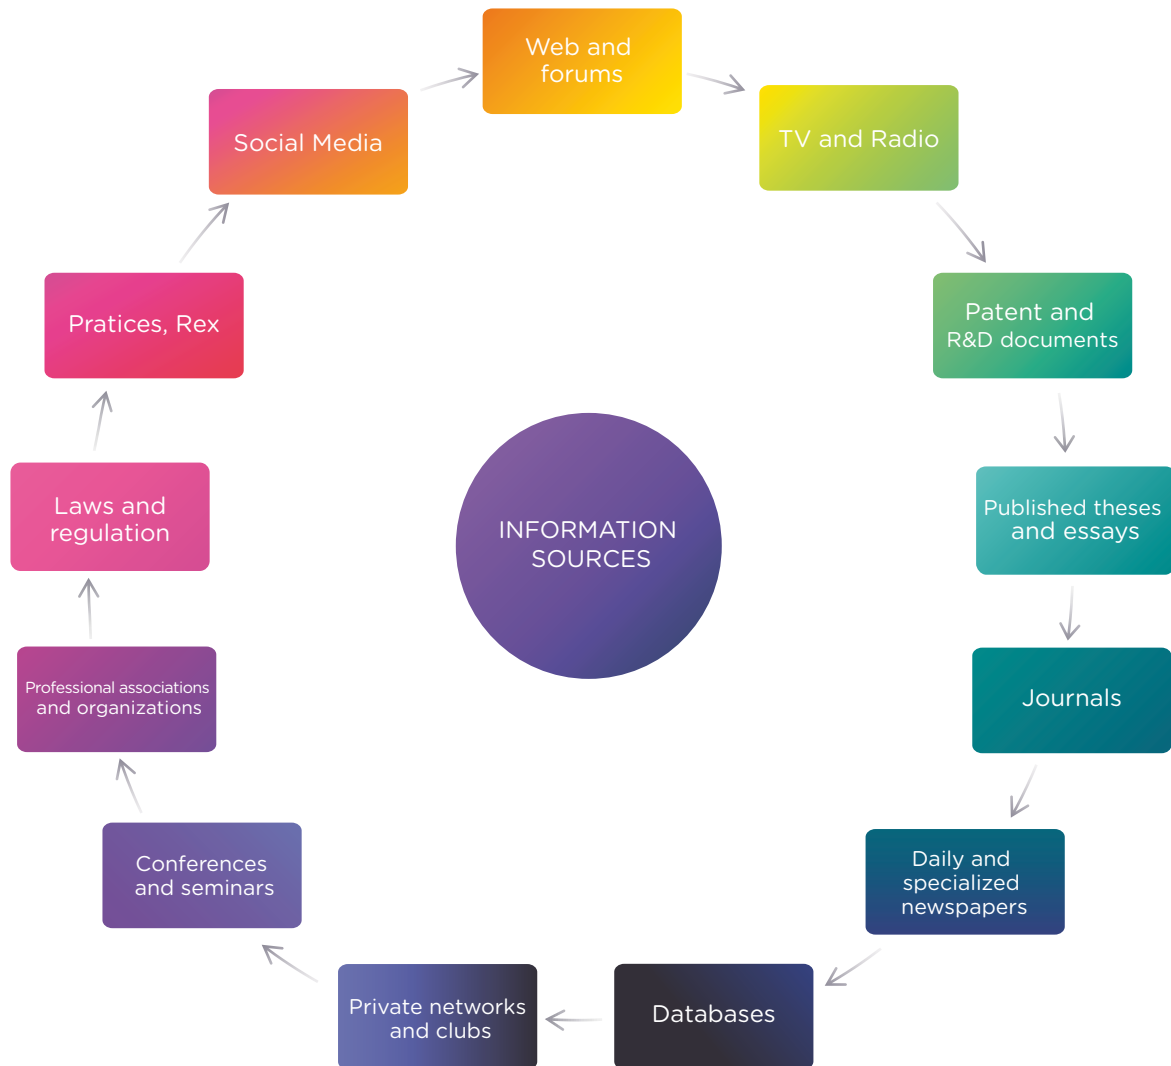 Web and
forums
TV and Radio
Patent and
R&D documents
Published theses
and essays
Journals
Daily and
specialized
newspapers
Databases
Private networks
and clubs
Conferences
and seminars
Professional associations
and organizations
Laws and
regulation
Pratices, Rex
Social Media
INFORMATION
SOURCES